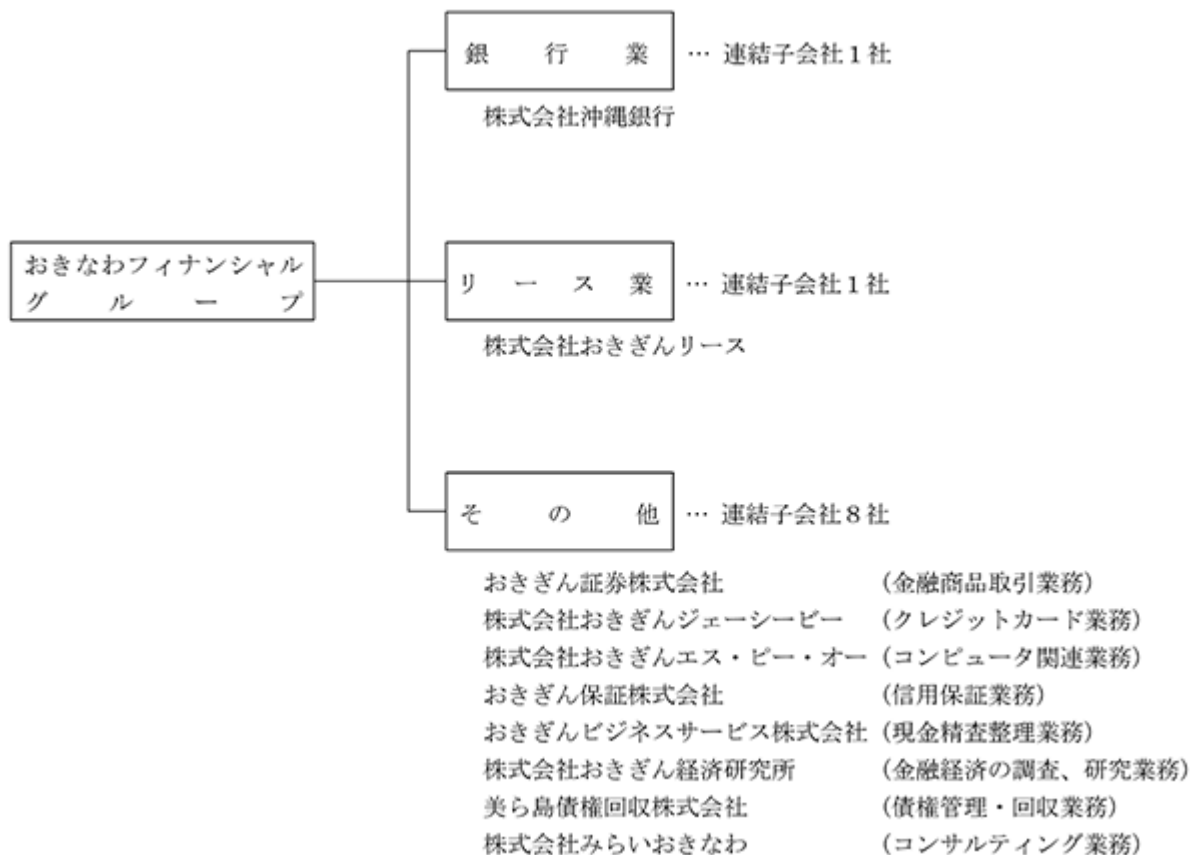 銀行業 … 連結子会社1社
株式会社沖縄銀行
おきなわフィナンシャル
グループ
リース業 … 連結子会社1社
株式会社おきぎんリース
その他 … 連結子会社8社
おきぎん証券株式会社 (金融商品取引業務)
株式会社おきぎんジェーシービー (クレジットカード業務)
株式会社おきぎんエス・ピー・オー (コンピュータ関連業務)
おきぎん保証株式会社 (信用保証業務)
おきぎんビジネスサービス株式会社 (現金精査整理業務)
株式会社おきぎん経済研究所 (金融経済の調査、研究業務)
美ら島債権回収株式会社 (債権管理・回収業務)
株式会社みらいおきなわ (コンサルティング業務)